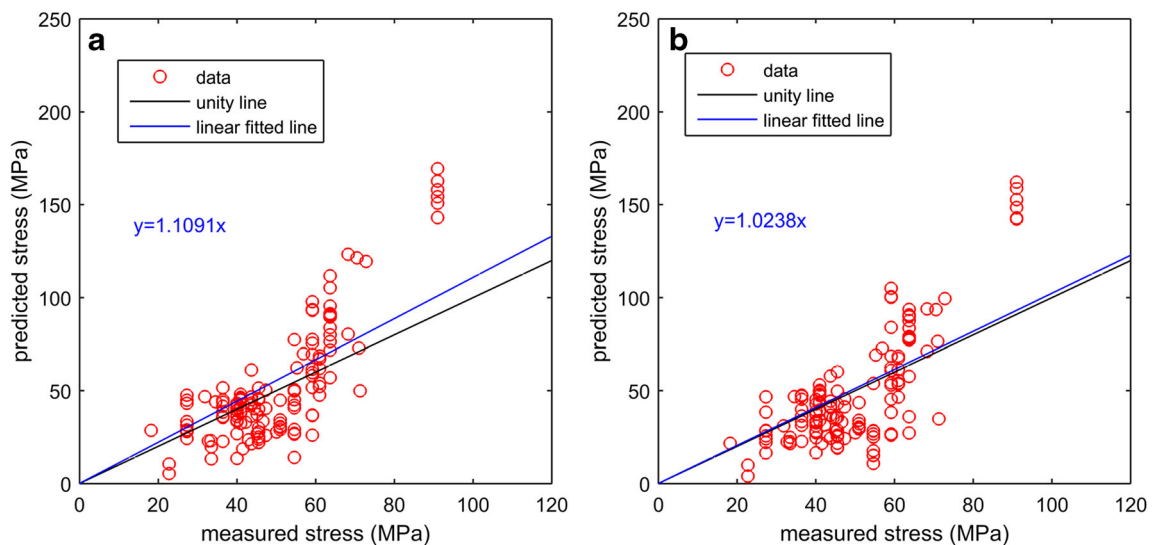 a
data
unity line
linear fitted line
y=1.1091x
250
200
150
100
50
0
0 20 40 60 80 100 120
predicted stress (MPa)
measured stress (MPa)
b
data
unity line
linear fitted line
y=1.0238x
250
200
150
100
50
0
0 20 40 60 80 100 120
predicted stress (MPa)
measured stress (MPa)